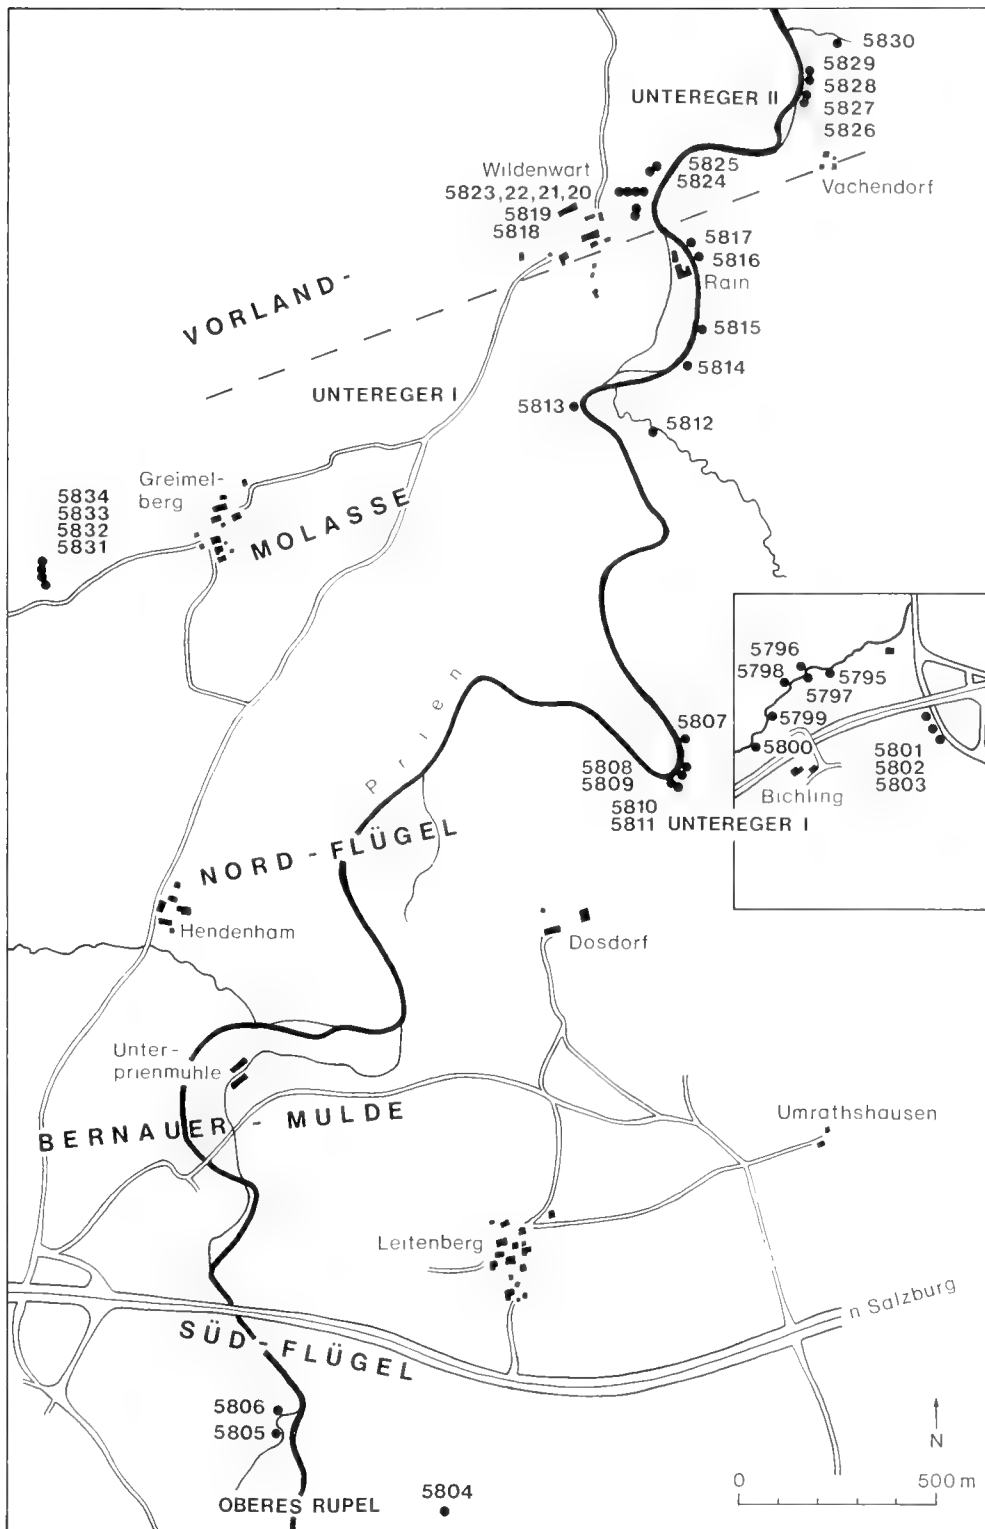 5830
5829
5828
5827
5826
UNTEREGER II
Wildenwart
5825
5824
5823, 22, 21, 20
5819
5818
Vachendorf
5817
5816
Rain
VORLAND-
5815
5814
UNTEREGER I
5813
5812
Greimel-
berg
5834
5833
5832
5831
MOLASSE
5796
5798
5795
5797
5799
5800
5801
5802
5803
Bichling
Prien
5807
5808
5809
5810
5811 UNTEREGER I
NORD-FLÜGEL
Hendenham
Dosdorf
Unter-
prienmuhle
BERNAUER-MULDE
Umrathshausen
Leitenberg
n Salzburg
SÜD-FLÜGEL
5806
5805
OBERES RUPEL
5804
N
0 500 m